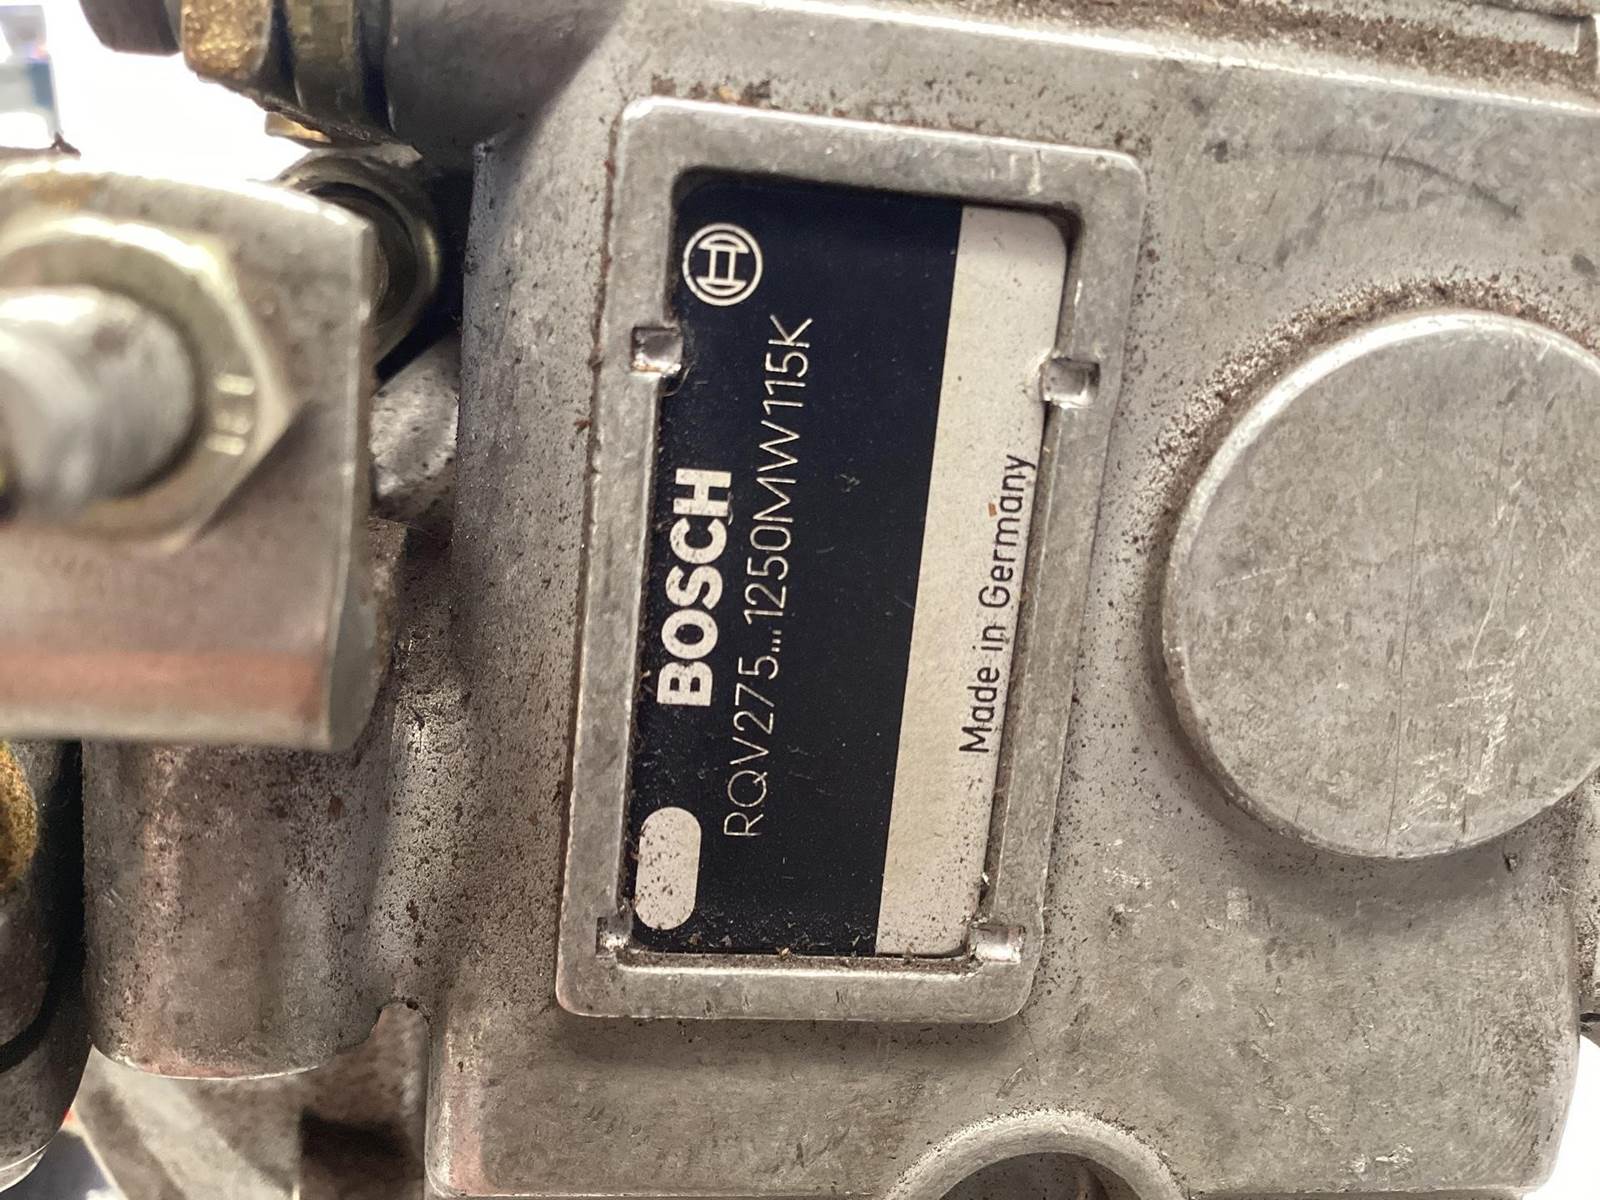 BOSCH
RQV275...1250MW115K
Made in Germany